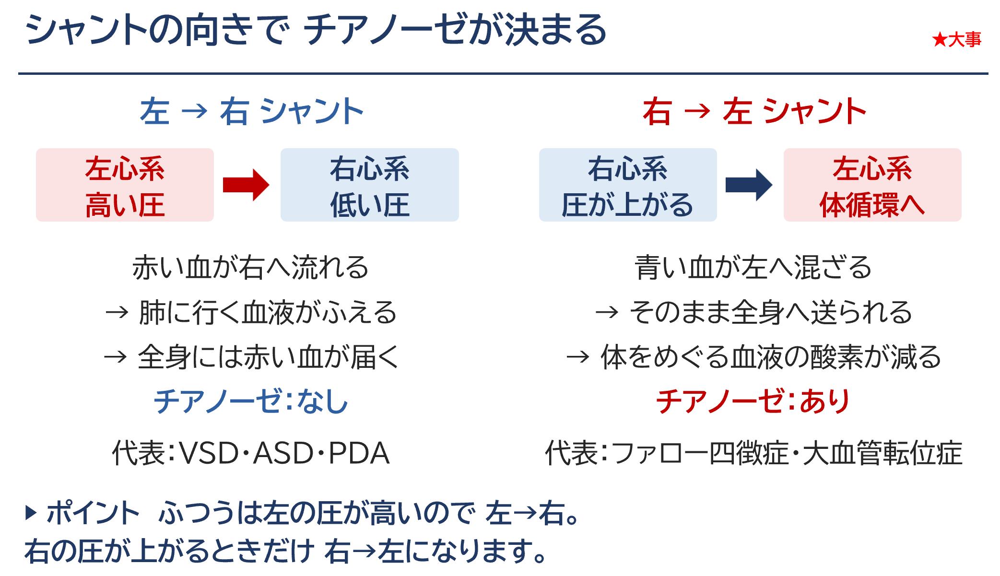 シャントの向きで チアノーゼが決まる
★大事
左 → 右 シャント
左心系
高い圧
右心系
低い圧
赤い血が右へ流れる
→ 肺に行く血液がふえる
→ 全身には赤い血が届く
チアノーゼ：なし
代表：VSD・ASD・PDA
右 → 左 シャント
右心系
圧が上がる
左心系
体循環へ
青い血が左へ混ざる
→ そのまま全身へ送られる
→ 体をめぐる血液の酸素が減る
チアノーゼ：あり
代表：ファロー四徴症・大血管転位症
▶ ポイント ふつうは左の圧が高いので 左→右。
右の圧が上がるときだけ 右→左になります。